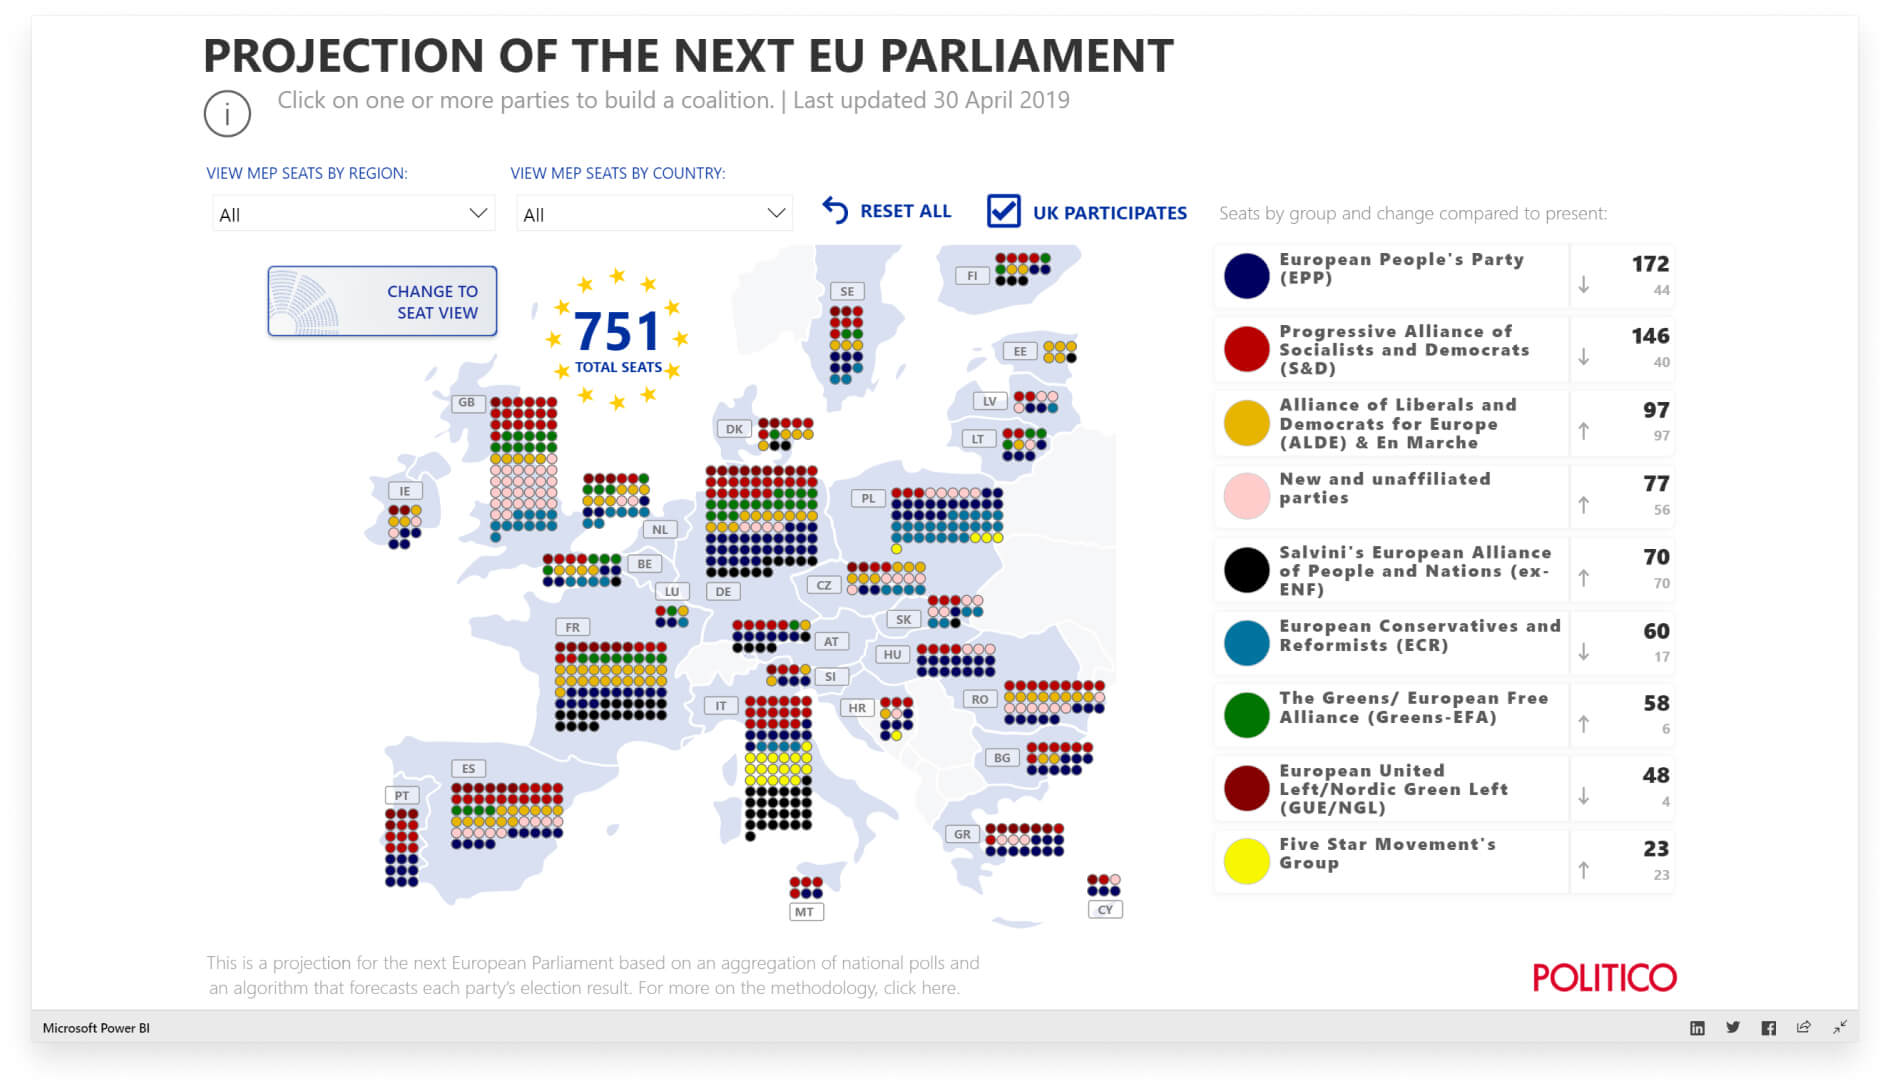 PROJECTION OF THE NEXT EU PARLIAMENT
i
Click on one or more parties to build a coalition. | Last updated 30 April 2019
VIEW MEP SEATS BY REGION:
VIEW MEP SEATS BY COUNTRY:
All
All
RESET ALL
UK PARTICIPATES
Seats by group and change compared to present:
CHANGE TO
SEAT VIEW
751
TOTAL SEATS
FI
SE
EE
LV
GB
DK
LT
IE
PL
NL
BE
CZ
LU
DE
SK
FR
AT
HU
SI
RO
IT
HR
BG
ES
PT
GR
MT
CY
European People's Party
(EPP)
172
44
Progressive Alliance of
Socialists and Democrats
(S&D)
146
40
Alliance of Liberals and
Democrats for Europe
(ALDE) & En Marche
97
97
New and unaffiliated
parties
77
56
Salvini's European Alliance
of People and Nations (ex-
ENF)
70
70
European Conservatives and
Reformists (ECR)
60
17
The Greens/ European Free
Alliance (Greens-EFA)
58
6
European United
Left/Nordic Green Left
(GUE/NGL)
48
4
Five Star Movement's
Group
23
23
This is a projection for the next European Parliament based on an aggregation of national polls and
an algorithm that forecasts each party's election result. For more on the methodology, click here.
POLITICO
Microsoft Power BI